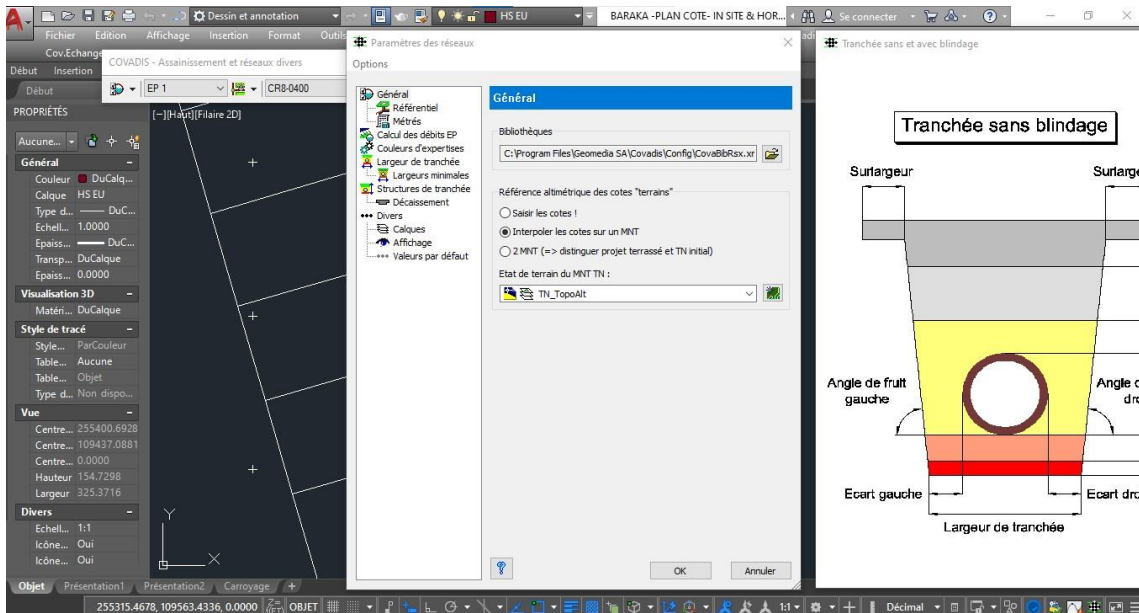 Dessin et annotation
HS EU
BARAKA -PLAN COTE- IN SITE & HOR...
Se connecter
Fichier Edition Affichage Insertion Format
Cov.Echange
Début Insertion
Début
COVADIS - Assainissement et réseaux divers
EP 1
CR8-0400
PROPRIÉTÉS
[−][Haut][Filaire 2D]
Aucune...
Général
Couleur DuCalq...
Calque HS EU
Type d... DuC...
Echell... 1.0000
Epaiss... DuC...
Transp... DuCalque
Epaiss... 0.0000
Visualisation 3D
Matéri... DuCalque
Style de tracé
Style... ParCouleur
Table... Aucune
Table... Objet
Type d... Non dispo...
Vue
Centre... 255400.6928
Centre... 109437.0881
Centre... 0.0000
Hauteur 154.7298
Largeur 325.3716
Divers
Echell... 1:1
Icône... Oui
Icône... Oui
Y
X
Objet Présentation1 Présentation2 Carroyage +
255315.4678, 109563.4336, 0.0000 OBJET 1:1 Décimal
Paramètres des réseaux
Options
Général
Référentiel
Métrés
Calcul des débits EP
Couleurs d'expertises
Largeur de tranchée
Largeurs minimales
Structures de tranchée
Décaissement
Divers
Calques
Affichage
Valeurs par défaut
Général
Bibliothèques
C:\Program Files\Geomedia SA\Covadis\Config\CovaBibRsx.xr
Référence altimétrique des cotes "terrains"
Saisir les cotes !
Interpoler les cotes sur un MNT
2 MNT (=> distinguer projet terrassé et TN initial)
Etat de terrain du MNT TN :
TN_TopoAlt
OK Annuler
Tranchée sans et avec blindage
Tranchée sans blindage
Surlargeur
Angle de fruit
gauche
Ecart gauche
Largeur de tranchée